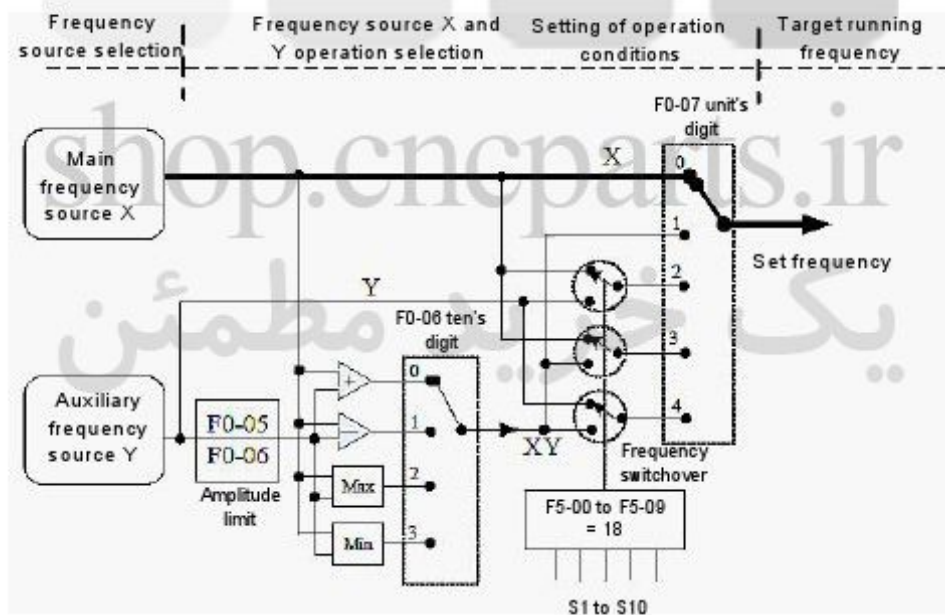 Frequency source selection
Frequency source X and Y operation selection
Setting of operation conditions
Target running frequency
F0-07 unit's digit
shop.cncparts.ir
Main frequency source X
X
0
1
Set frequency
2
Y
یک خرید مطمئن
F0-06 ten's digit
3
0
+
Auxiliary frequency source Y
F0-05
F0-06
1
−
XY
4
Frequency switchover
Amplitude limit
Max
2
F5-00 to F5-09 = 18
Min
3
S1 to S10